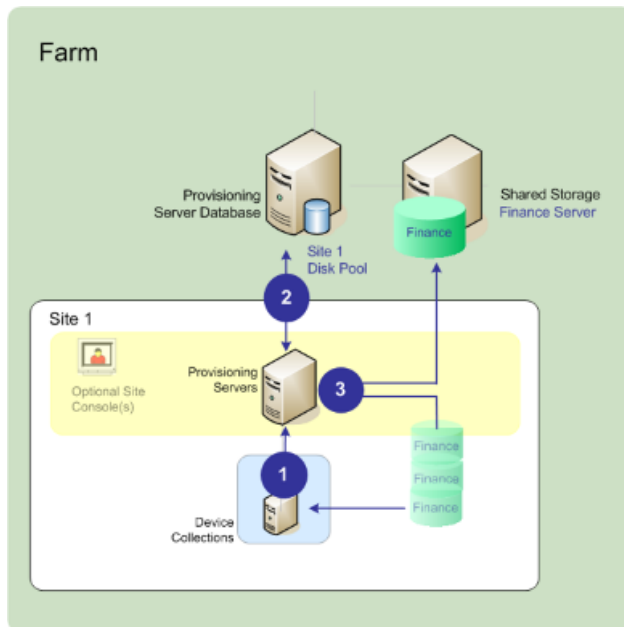 Farm
Provisioning
Server Database
Shared Storage
Finance Server
Finance
Site 1
Disk Pool
2
Site 1
Optional Site
Console(s)
Provisioning
Servers
3
Finance
Finance
Finance
1
Device
Collections